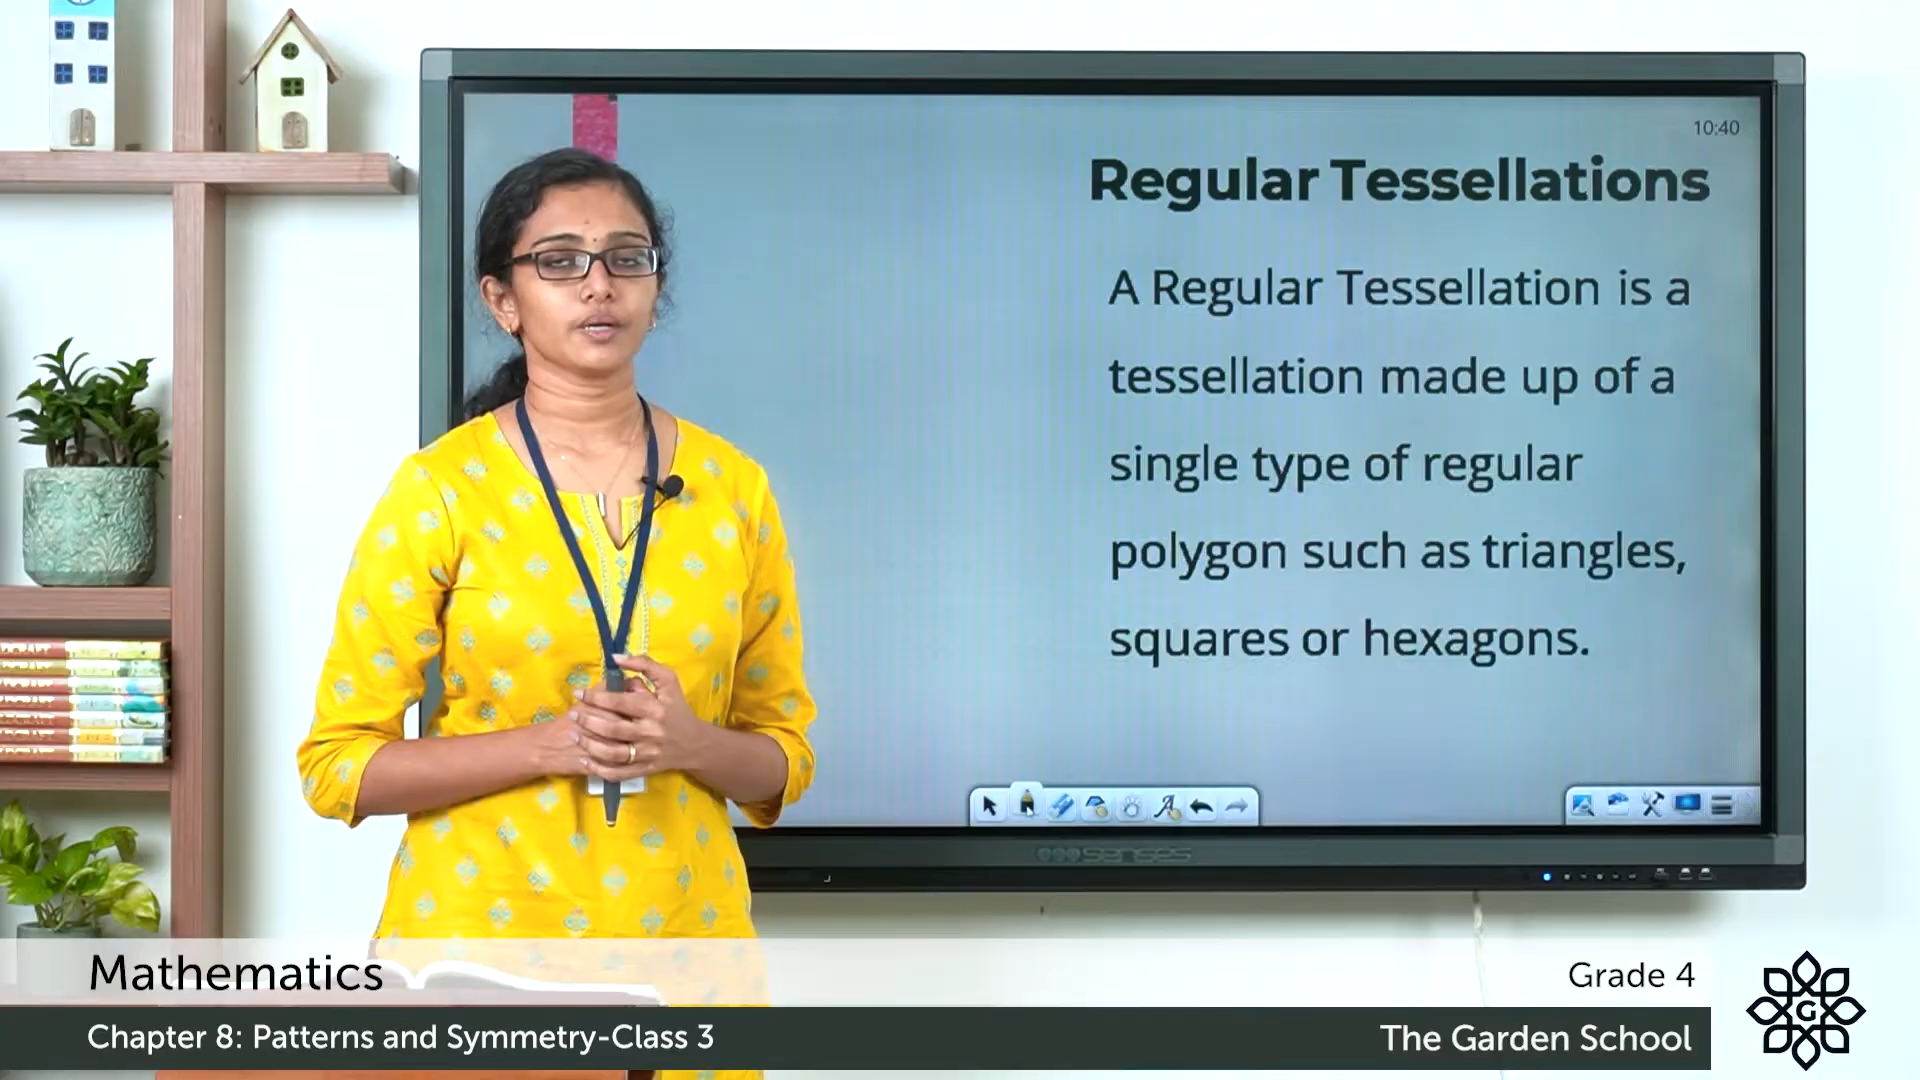 10:40
Regular Tessellations
A Regular Tessellation is a
tessellation made up of a
single type of regular
polygon such as triangles,
squares or hexagons.
senses
Mathematics
Grade 4
Chapter 8: Patterns and Symmetry-Class 3
The Garden School
G